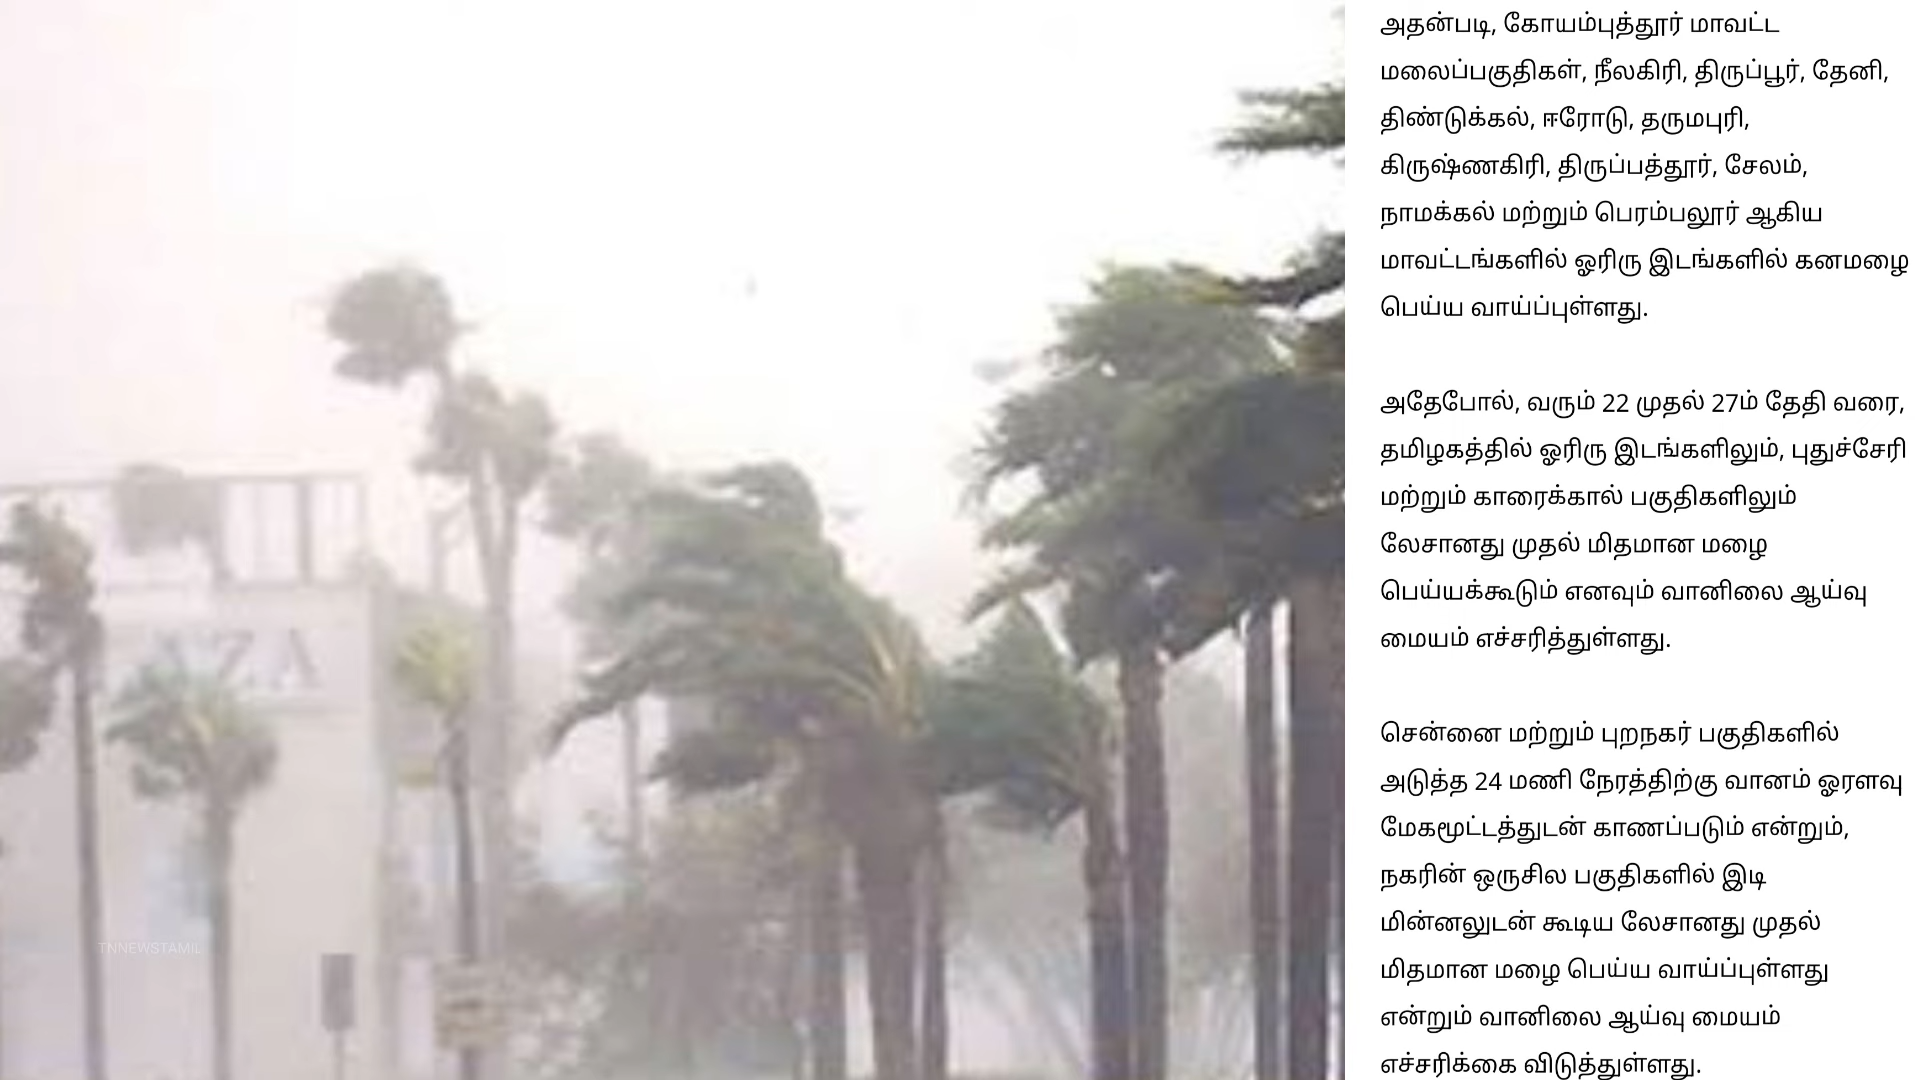 அதன்படி, கோயம்புத்தூர் மாவட்ட
மலைப்பகுதிகள், நீலகிரி, திருப்பூர், தேனி,
திண்டுக்கல், ஈரோடு, தருமபுரி,
கிருஷ்ணகிரி, திருப்பத்தூர், சேலம்,
நாமக்கல் மற்றும் பெரம்பலூர் ஆகிய
மாவட்டங்களில் ஓரிரு இடங்களில் கனமழை
பெய்ய வாய்ப்புள்ளது.
அதேபோல், வரும் 22 முதல் 27ம் தேதி வரை,
தமிழகத்தில் ஓரிரு இடங்களிலும், புதுச்சேரி
மற்றும் காரைக்கால் பகுதிகளிலும்
லேசானது முதல் மிதமான மழை
பெய்யக்கூடும் எனவும் வானிலை ஆய்வு
மையம் எச்சரித்துள்ளது.
சென்னை மற்றும் புறநகர் பகுதிகளில்
அடுத்த 24 மணி நேரத்திற்கு வானம் ஓரளவு
மேகமூட்டத்துடன் காணப்படும் என்றும்,
நகரின் ஒருசில பகுதிகளில் இடி
மின்னலுடன் கூடிய லேசானது முதல்
மிதமான மழை பெய்ய வாய்ப்புள்ளது
என்றும் வானிலை ஆய்வு மையம்
எச்சரிக்கை விடுத்துள்ளது.
TNNEWSTAMIL